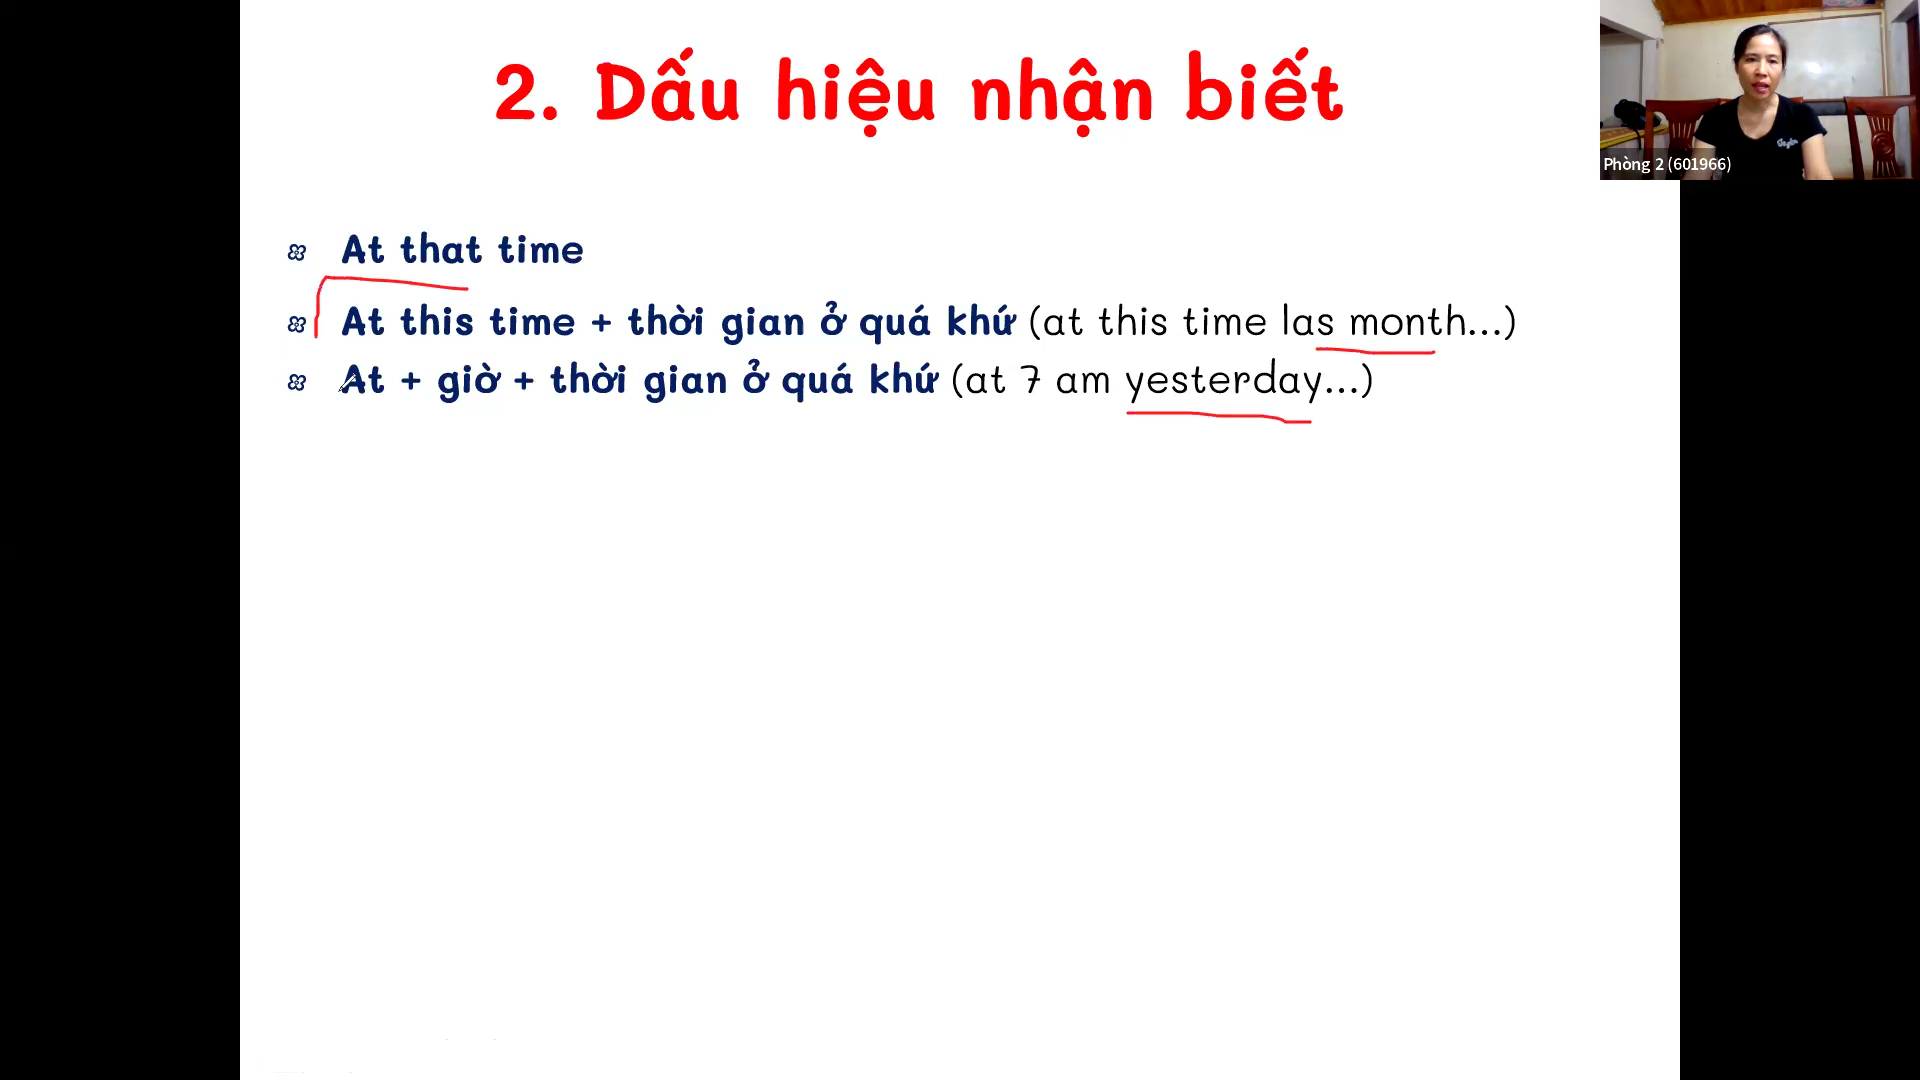 2. Dấu hiệu nhận biết
At that time
At this time + thời gian ở quá khứ (at this time las month...)
At + giờ + thời gian ở quá khứ (at 7 am yesterday...)
Phòng 2 (601966)